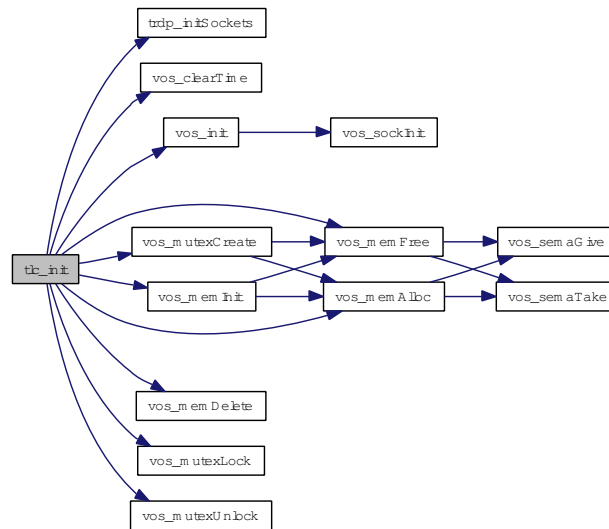 trdp_initSockets
vos_clearTime
vos_init
vos_sockInit
vos_mutexCreate
vos_memFree
vos_semaGive
tlc_init
vos_memInit
vos_memAlloc
vos_semaTake
vos_memDelete
vos_mutexLock
vos_mutexUnlock